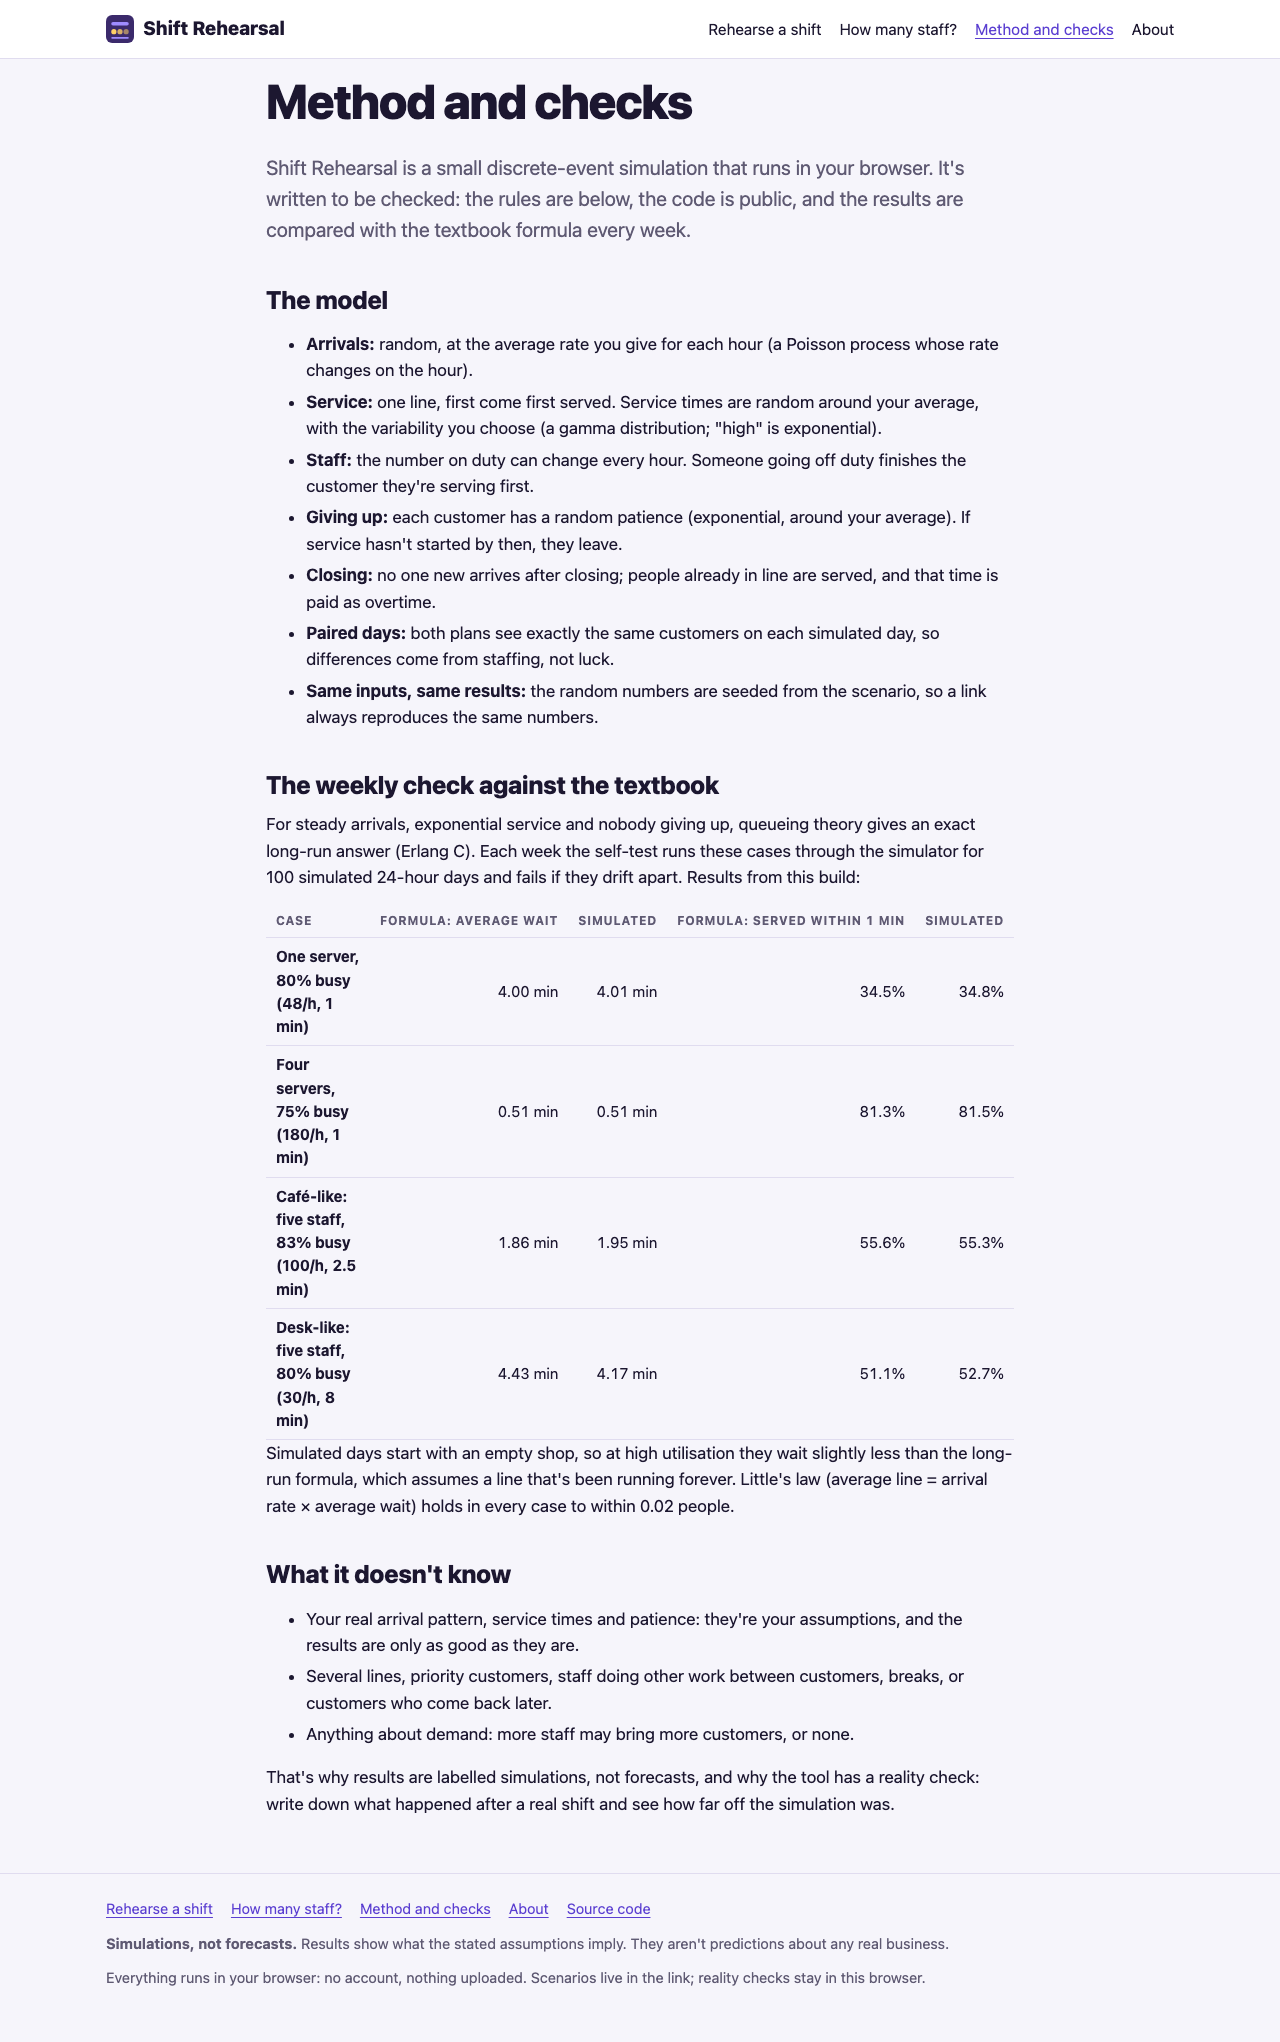 Shift Rehearsal
Rehearse a shift How many staff? Method and checks About
Method and checks
Shift Rehearsal is a small discrete-event simulation that runs in your browser. It's
written to be checked: the rules are below, the code is public, and the results are
compared with the textbook formula every week.
The model
• Arrivals: random, at the average rate you give for each hour (a Poisson process whose rate
changes on the hour).
• Service: one line, first come first served. Service times are random around your average,
with the variability you choose (a gamma distribution; "high" is exponential).
• Staff: the number on duty can change every hour. Someone going off duty finishes the
customer they're serving first.
• Giving up: each customer has a random patience (exponential, around your average). If
service hasn't started by then, they leave.
• Closing: no one new arrives after closing; people already in line are served, and that time is
paid as overtime.
• Paired days: both plans see exactly the same customers on each simulated day, so
differences come from staffing, not luck.
• Same inputs, same results: the random numbers are seeded from the scenario, so a link
always reproduces the same numbers.
The weekly check against the textbook
For steady arrivals, exponential service and nobody giving up, queueing theory gives an exact
long-run answer (Erlang C). Each week the self-test runs these cases through the simulator for
100 simulated 24-hour days and fails if they drift apart. Results from this build:
CASE FORMULA: AVERAGE WAIT SIMULATED FORMULA: SERVED WITHIN 1 MIN SIMULATED
One server,
80% busy
(48/h, 1
min)
4.00 min 4.01 min 34.5% 34.8%
Four
servers,
75% busy
(180/h, 1
min)
0.51 min 0.51 min 81.3% 81.5%
Café-like:
five staff,
83% busy
(100/h, 2.5
min)
1.86 min 1.95 min 55.6% 55.3%
Desk-like:
five staff,
80% busy
(30/h, 8
min)
4.43 min 4.17 min 51.1% 52.7%
Simulated days start with an empty shop, so at high utilisation they wait slightly less than the long-
run formula, which assumes a line that's been running forever. Little's law (average line = arrival
rate × average wait) holds in every case to within 0.02 people.
What it doesn't know
• Your real arrival pattern, service times and patience: they're your assumptions, and the
results are only as good as they are.
• Several lines, priority customers, staff doing other work between customers, breaks, or
customers who come back later.
• Anything about demand: more staff may bring more customers, or none.
That's why results are labelled simulations, not forecasts, and why the tool has a reality check:
write down what happened after a real shift and see how far off the simulation was.
Rehearse a shift How many staff? Method and checks About Source code
Simulations, not forecasts. Results show what the stated assumptions imply. They aren't predictions about any real business.
Everything runs in your browser: no account, nothing uploaded. Scenarios live in the link; reality checks stay in this browser.